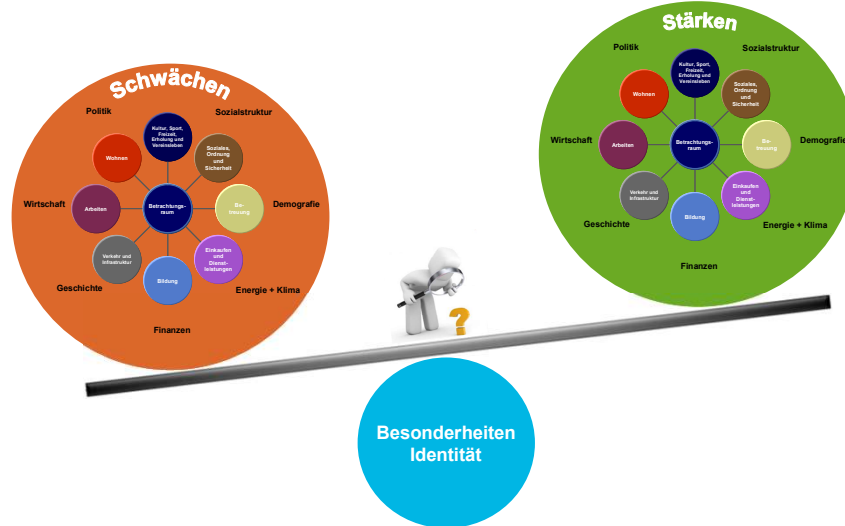 Schwächen
Politik
Sozialstruktur
Kultur, Sport,
Freizeit,
Erholung und
Vereinsleben
Wohnen
Soziales,
Ordnung
und
Sicherheit
Wirtschaft
Arbeiten
Betrachtungs-
raum
Be-
treuung
Demografie
Verkehr und
Infrastruktur
Einkaufen
und
Dienst-
leistungen
Bildung
Geschichte
Energie + Klima
Finanzen
Stärken
Politik
Sozialstruktur
Kultur, Sport,
Freizeit,
Erholung und
Vereinsleben
Wohnen
Soziales,
Ordnung
und
Sicherheit
Wirtschaft
Arbeiten
Betrachtungs-
raum
Be-
treuung
Demografie
Verkehr und
Infrastruktur
Einkaufen
und
Dienst-
leistungen
Bildung
Geschichte
Energie + Klima
Finanzen
?
Besonderheiten
Identität